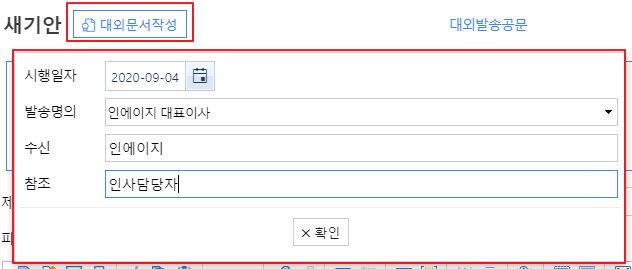 새기안 대외문서작성 대외발송공문
시행일자 2020-09-04
발송명의 인에이지 대표이사
수신 인에이지
참조 인사담당자
제
파
× 확인